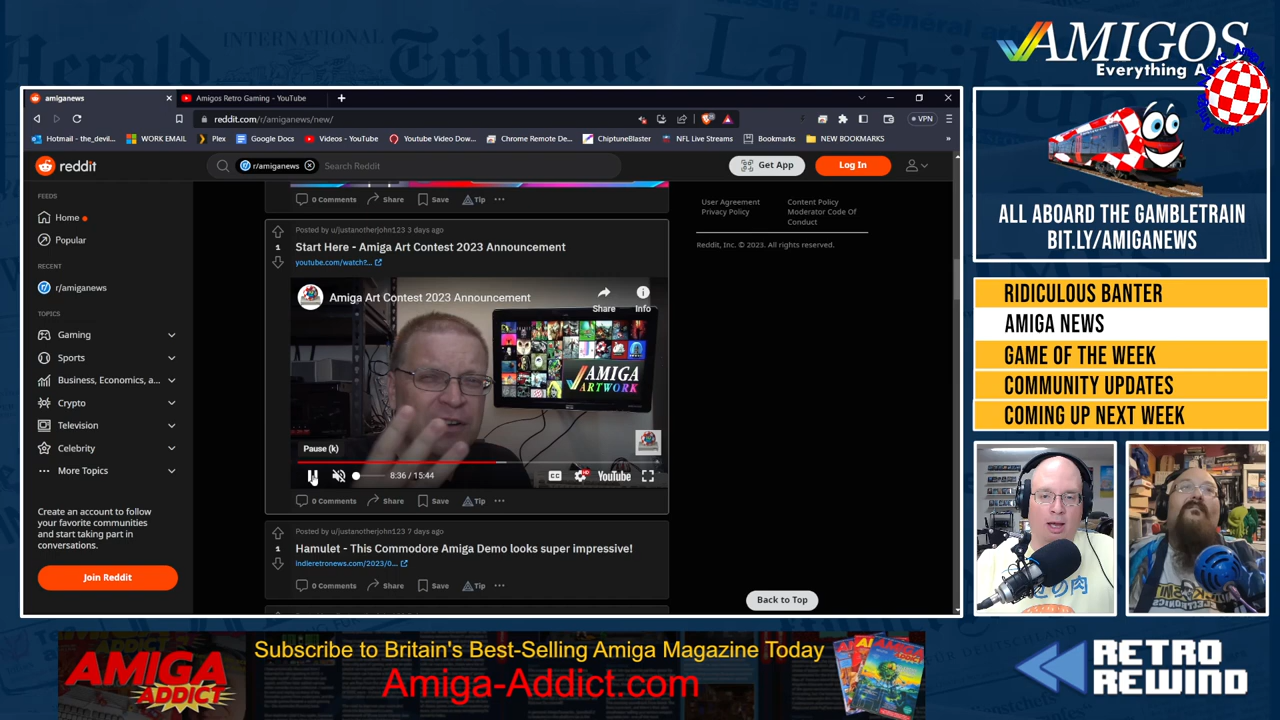 Herald
INTERNATIONAL
Tribune
AMIGOS
Everything A
amiganews
Amigos Retro Gaming - YouTube
reddit.com/r/amiganews/new/
VPN
Hotmail - the_devil...
WORK EMAIL
Plex
Google Docs
Videos - YouTube
Youtube Video Dow...
Chrome Remote De...
ChiptuneBlaster
NFL Live Streams
Bookmarks
NEW BOOKMARKS
reddit
r/amiganews
Search Reddit
Get App
Log In
FEEDS
Home
Popular
RECENT
r/amiganews
TOPICS
Gaming
Sports
Business, Economics, a...
Crypto
Television
Celebrity
More Topics
Create an account to follow
your favorite communities
and start taking part in
conversations.
Join Reddit
0 Comments Share Save Tip
Posted by u/justanotherjohn123 3 days ago
1
Start Here - Amiga Art Contest 2023 Announcement
youtube.com/watch?...
Amiga Art Contest 2023 Announcement
Share
Info
AMIGA
ARTWORK
Pause (k)
8:36 / 15:44
CC
HD
YouTube
0 Comments Share Save Tip
Posted by u/justanotherjohn123 7 days ago
1
Hamulet - This Commodore Amiga Demo looks super impressive!
indieretronews.com/2023/0...
0 Comments Share Save Tip
User Agreement
Privacy Policy
Content Policy
Moderator Code Of
Conduct
Reddit, Inc. © 2023. All rights reserved.
Back to Top
ALL ABOARD THE GAMBLETRAIN
BIT.LY/AMIGANEWS
RIDICULOUS BANTER
AMIGA NEWS
GAME OF THE WEEK
COMMUNITY UPDATES
COMING UP NEXT WEEK
AMIGA
ADDICT
Subscribe to Britain's Best-Selling Amiga Magazine Today
Amiga-Addict.com
RETRO
REWIND